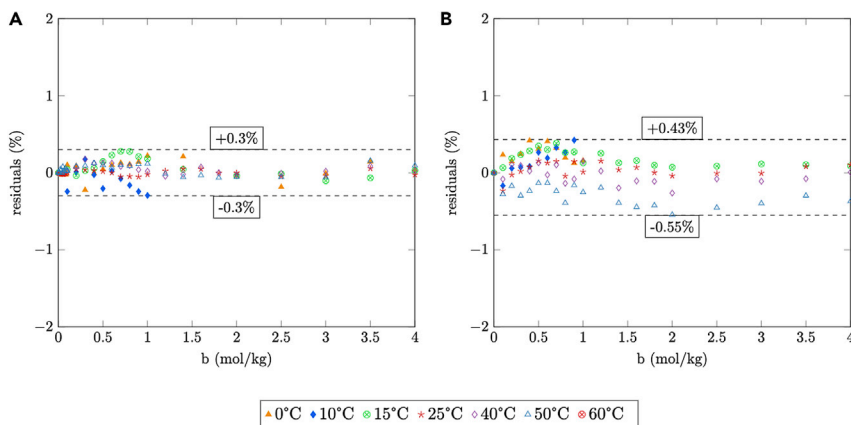 A
2
1
0
−1
−2
residuals (%)
+0.3%
-0.3%
0 0.5 1 1.5 2 2.5 3 3.5 4
b (mol/kg)
B
2
1
0
−1
−2
residuals (%)
+0.43%
-0.55%
0 0.5 1 1.5 2 2.5 3 3.5 4
b (mol/kg)
0°C 10°C 15°C 25°C 40°C 50°C 60°C